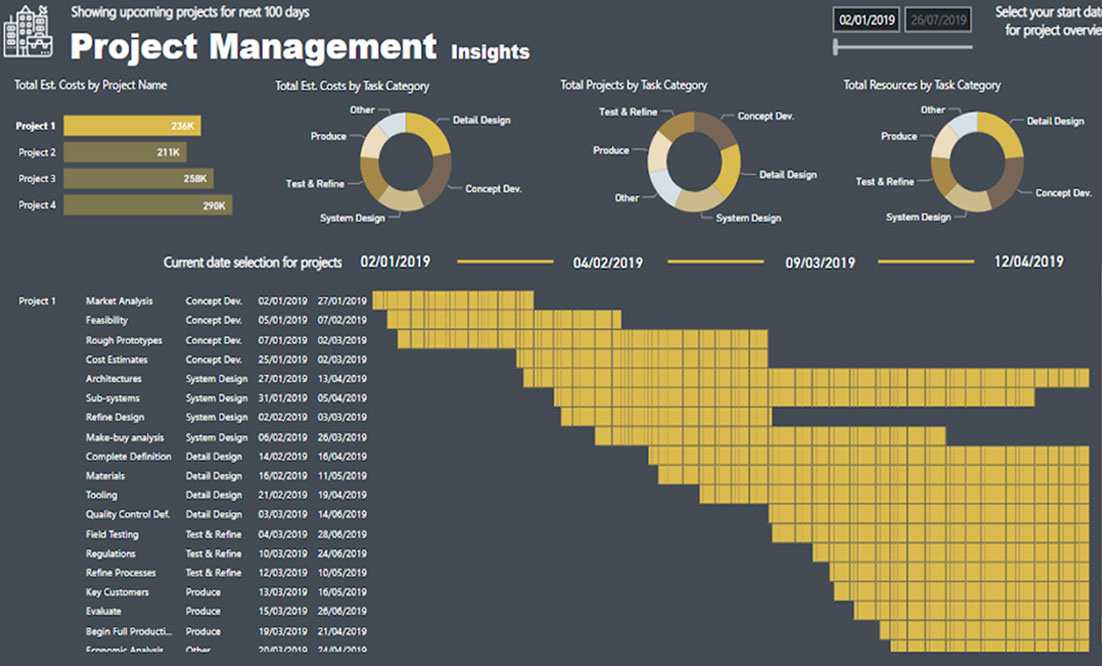 Showing upcoming projects for next 100 days
Project Management Insights
02/01/2019 26/07/2019
Select your start dat
for project overvie
Total Est. Costs by Project Name
Project 1 236K
Project 2 211K
Project 3 258K
Project 4 290K
Total Est. Costs by Task Category
Other
Detail Design
Produce
Test & Refine
Concept Dev.
System Design
Total Projects by Task Category
Test & Refine
Concept Dev.
Produce
Detail Design
Other
System Design
Total Resources by Task Category
Other
Detail Design
Produce
Test & Refine
Concept Dev.
System Design
Current date selection for projects 02/01/2019 04/02/2019 09/03/2019 12/04/2019
Project 1 Market Analysis Concept Dev. 02/01/2019 27/01/2019
Feasibility Concept Dev. 05/01/2019 07/02/2019
Rough Prototypes Concept Dev. 07/01/2019 02/03/2019
Cost Estimates Concept Dev. 25/01/2019 02/03/2019
Architectures System Design 27/01/2019 13/04/2019
Sub-systems System Design 31/01/2019 05/04/2019
Refine Design System Design 02/02/2019 03/03/2019
Make-buy analysis System Design 06/02/2019 26/03/2019
Complete Definition Detail Design 14/02/2019 16/04/2019
Materials Detail Design 16/02/2019 11/05/2019
Tooling Detail Design 21/02/2019 19/04/2019
Quality Control Def. Detail Design 03/03/2019 14/06/2019
Field Testing Test & Refine 04/03/2019 28/06/2019
Regulations Test & Refine 10/03/2019 24/06/2019
Refine Processes Test & Refine 12/03/2019 10/05/2019
Key Customers Produce 13/03/2019 16/05/2019
Evaluate Produce 15/03/2019 26/06/2019
Begin Full Producti... Produce 19/03/2019 21/04/2019
Economic Analysis Other 20/03/2019 24/04/2019